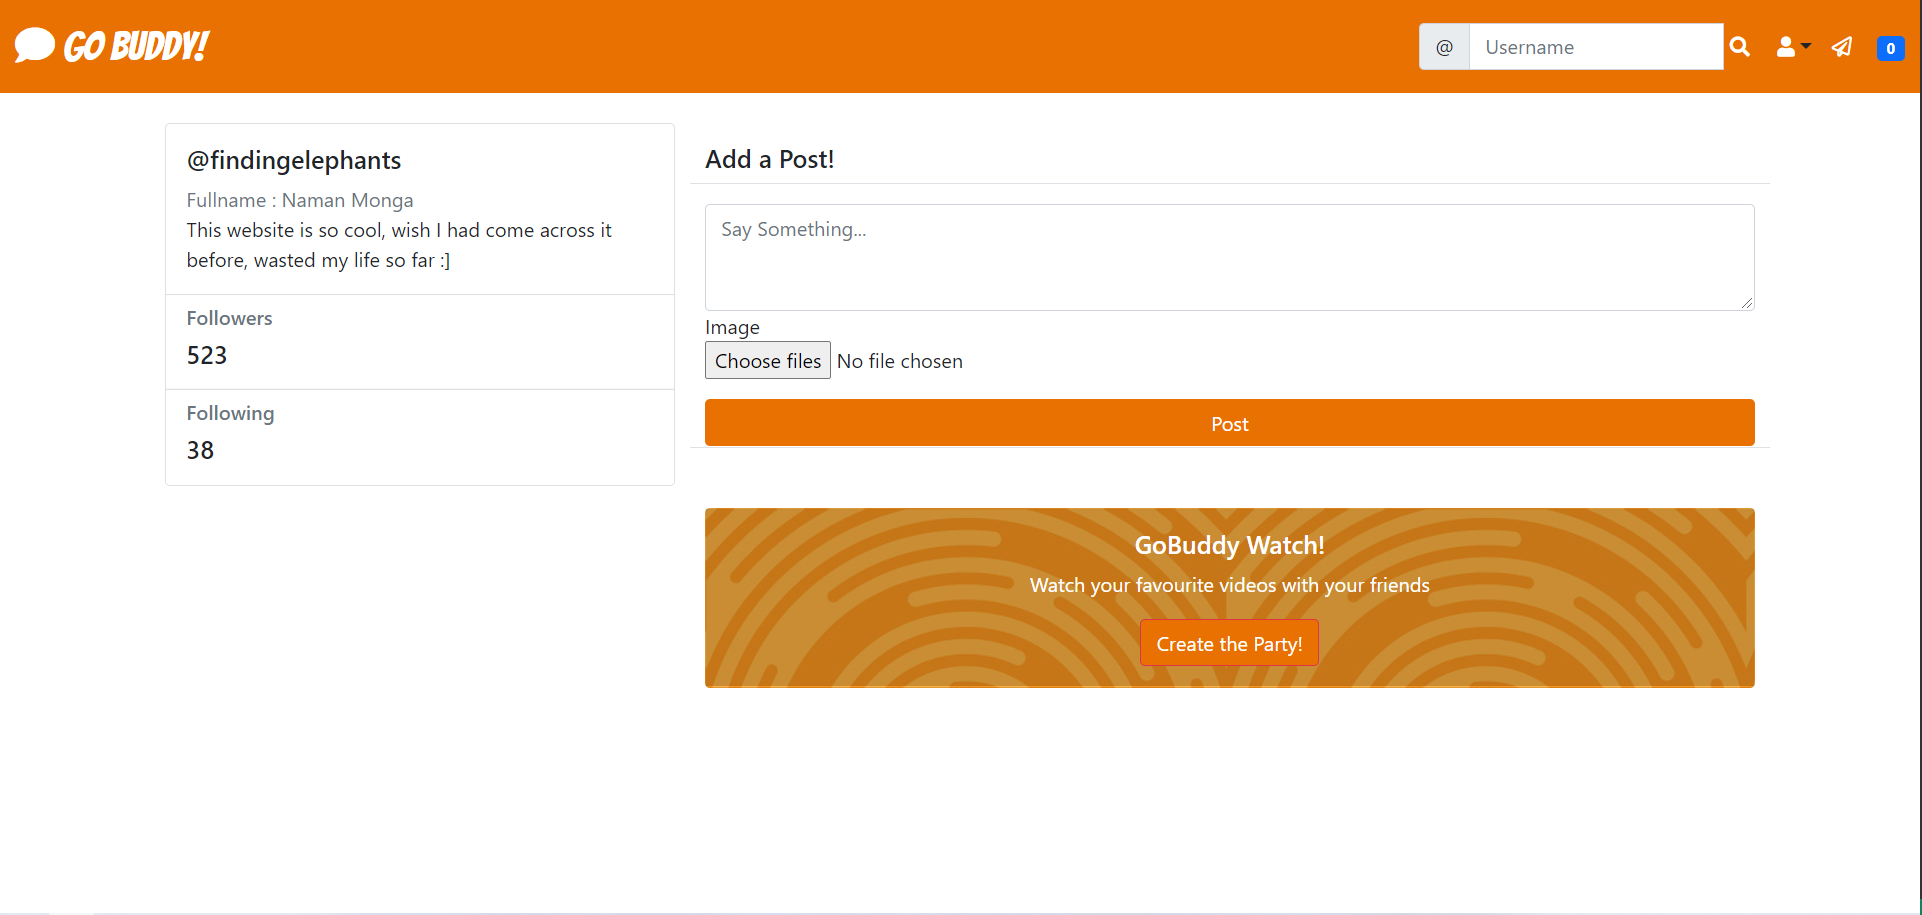 GO BUDDY!
@ Username
0
@findingelephants
Fullname : Naman Monga
This website is so cool, wish I had come across it
before, wasted my life so far :]
Followers
523
Following
38
Add a Post!
Say Something...
Image
Choose files No file chosen
Post
GoBuddy Watch!
Watch your favourite videos with your friends
Create the Party!